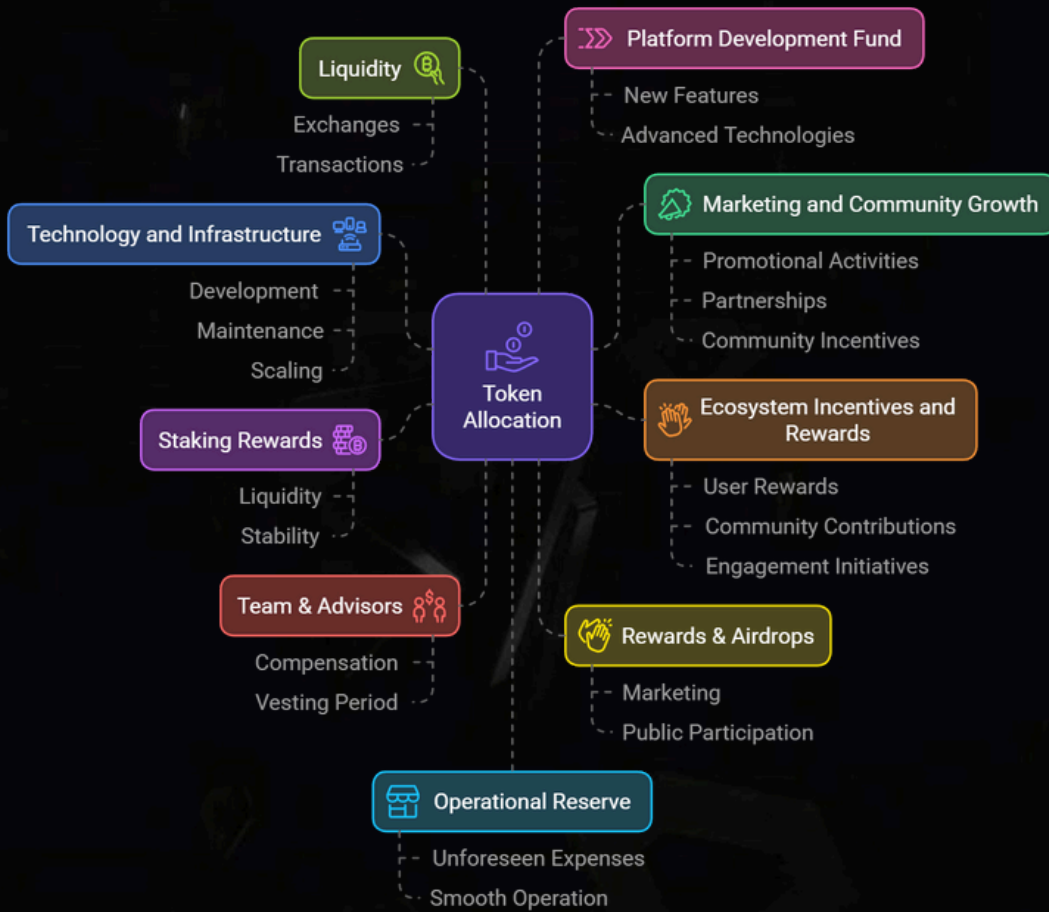 Platform Development Fund
New Features
Advanced Technologies
Liquidity
Exchanges
Transactions
Marketing and Community Growth
Promotional Activities
Partnerships
Community Incentives
Technology and Infrastructure
Development
Maintenance
Scaling
Token
Allocation
Ecosystem Incentives and
Rewards
User Rewards
Community Contributions
Engagement Initiatives
Staking Rewards
Liquidity
Stability
Team & Advisors
Compensation
Vesting Period
Rewards & Airdrops
Marketing
Public Participation
Operational Reserve
Unforeseen Expenses
Smooth Operation